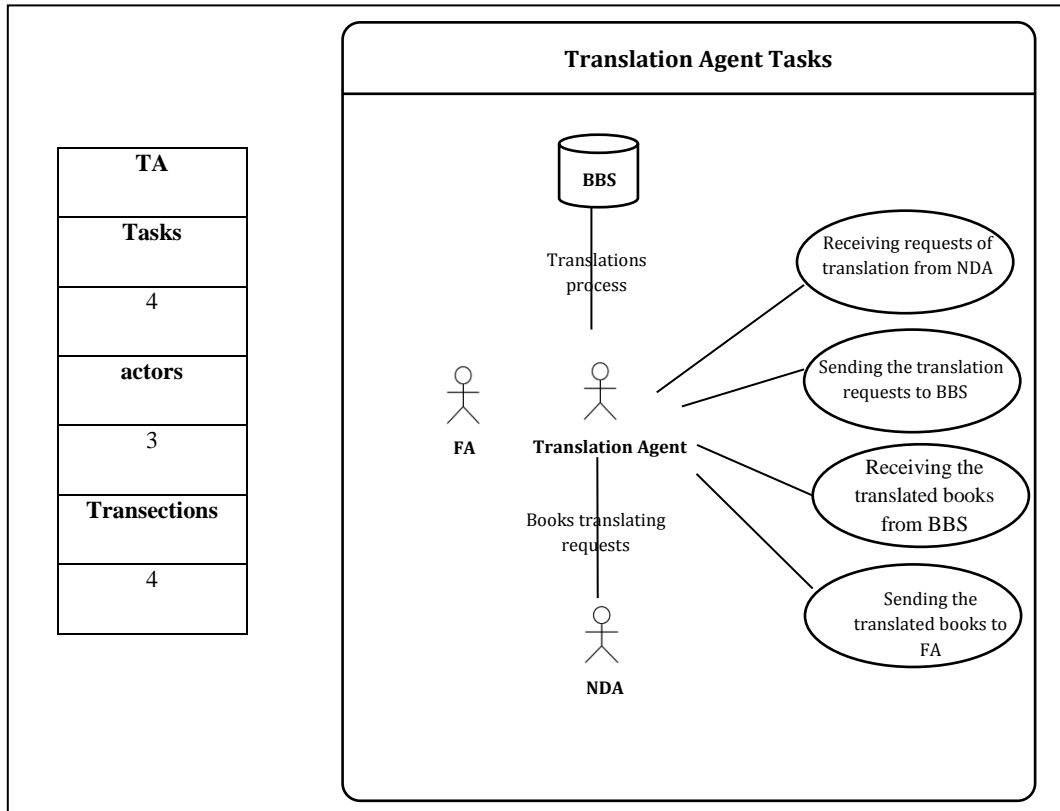 Translation Agent Tasks
TA
Tasks
4
actors
3
Transections
4
BBS
Translations
process
FA
Translation Agent
Books translating
requests
NDA
Receiving requests of
translation from NDA
Sending the translation
requests to BBS
Receiving the
translated books
from BBS
Sending the
translated books to
FA